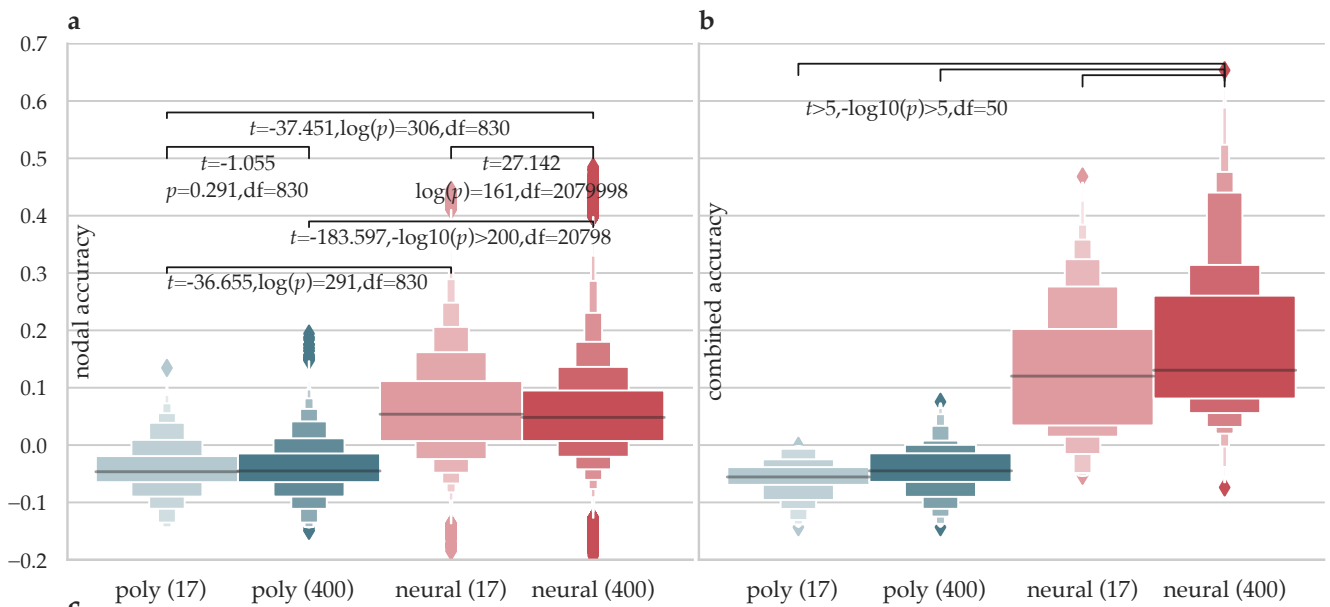 a
b
0.7
0.6
0.5
0.4
0.3
0.2
0.1
0.0
−0.1
−0.2
nodal accuracy
t=-37.451,log(p)=306,df=830
t=-1.055
p=0.291,df=830
t=27.142
log(p)=161,df=2079998
t=-183.597,-log10(p)>200,df=20798
t=-36.655,log(p)=291,df=830
combined accuracy
t>5,-log10(p)>5,df=50
poly (17) poly (400) neural (17) neural (400)
poly (17) poly (400) neural (17) neural (400)